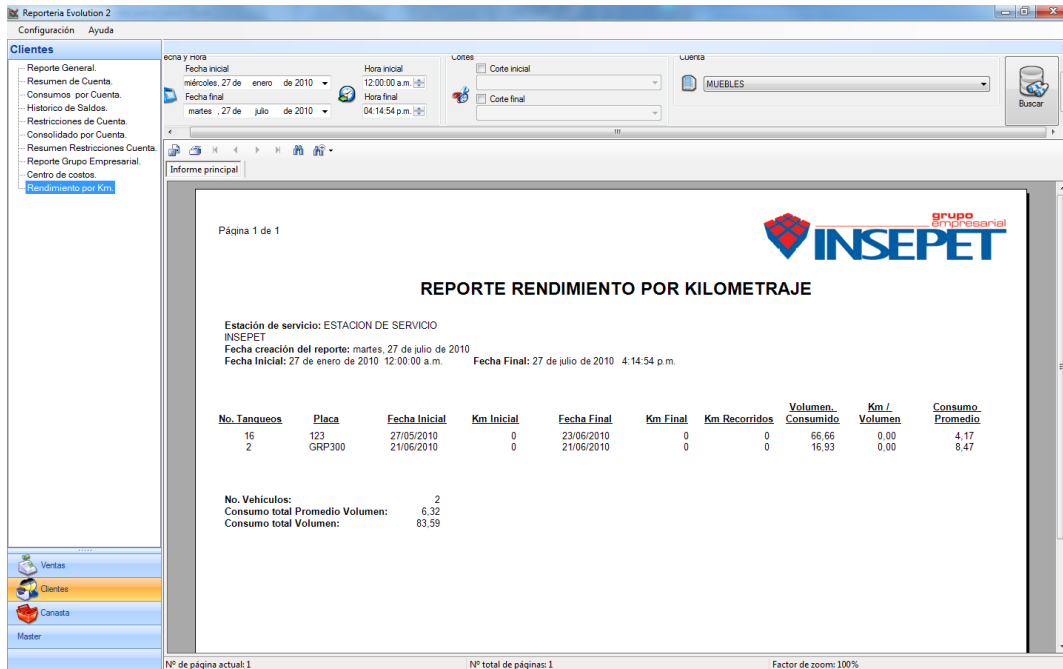 Reporteria Evolution 2
Configuración Ayuda
Clientes
Reporte General.
Resumen de Cuenta.
Consumos por Cuenta.
Historico de Saldos.
Restricciones de Cuenta.
Consolidado por Cuenta.
Resumen Restricciones Cuenta.
Reporte Grupo Empresarial.
Centro de costos.
Rendimiento por Km.
Ventas
Clientes
Canasta
Master
echa y Hora
Fecha inicial Hora inicial
miércoles, 27 de enero de 2010 12:00:00 a.m.
Fecha final Hora final
martes , 27 de julio de 2010 04:14:54 p.m.
Cortes
Corte inicial
Corte final
Cuenta
MUEBLES
Buscar
Informe principal
Página 1 de 1
grupo
empresarial
INSEPET
REPORTE RENDIMIENTO POR KILOMETRAJE
Estación de servicio: ESTACION DE SERVICIO
INSEPET
Fecha creación del reporte: martes, 27 de julio de 2010
Fecha Inicial: 27 de enero de 2010 12:00:00 a.m. Fecha Final: 27 de julio de 2010 4:14:54 p.m.
No. Tanqueos Placa Fecha Inicial Km Inicial Fecha Final Km Final Km Recorridos Volumen. Consumido Km / Volumen Consumo Promedio
16 123 27/05/2010 0 23/06/2010 0 0 66,66 0,00 4,17
2 GRP300 21/06/2010 0 21/06/2010 0 0 16,93 0,00 8,47
No. Vehículos: 2
Consumo total Promedio Volumen: 6,32
Consumo total Volumen: 83,59
Nº de página actual: 1 Nº total de páginas: 1 Factor de zoom: 100%